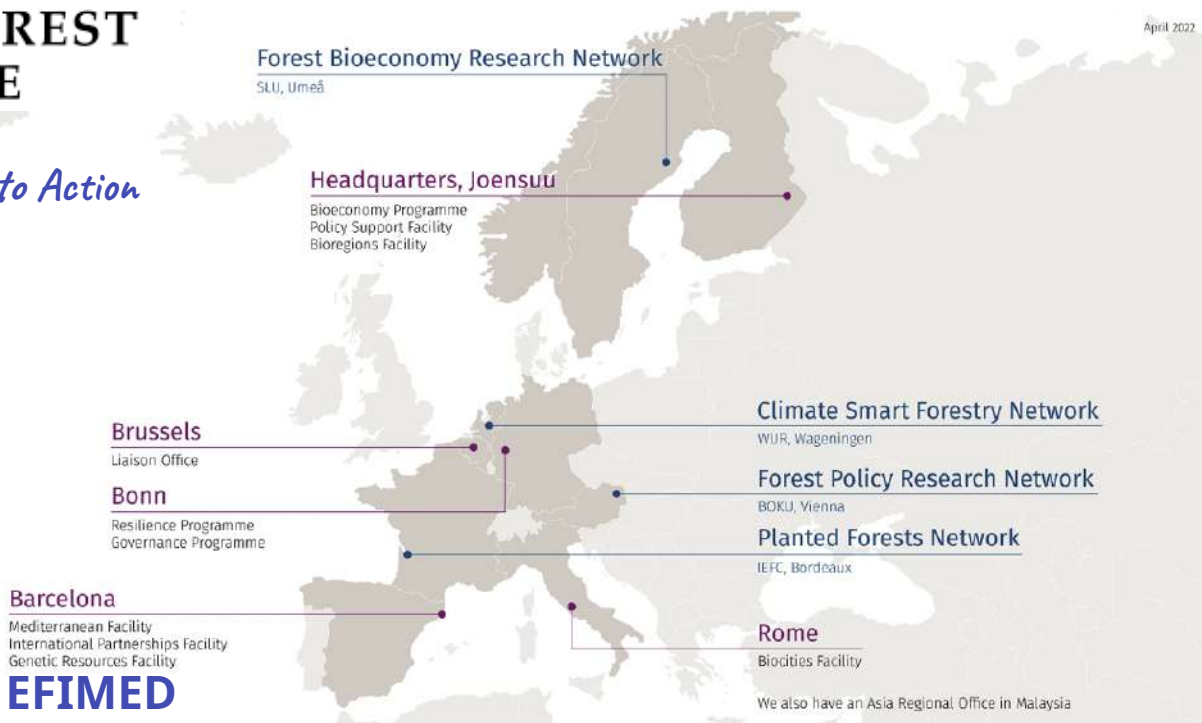 REST
E
to Action
April 2022
Forest Bioeconomy Research Network
SLU, Umeå
Headquarters, Joensuu
Bioeconomy Programme
Policy Support Facility
Bioregions Facility
Brussels
Liaison Office
Bonn
Resilience Programme
Governance Programme
Barcelona
Mediterranean Facility
International Partnerships Facility
Genetic Resources Facility
EFIMED
Climate Smart Forestry Network
WUR, Wageningen
Forest Policy Research Network
BOKU, Vienna
Planted Forests Network
IEFC, Bordeaux
Rome
Biocities Facility
We also have an Asia Regional Office in Malaysia